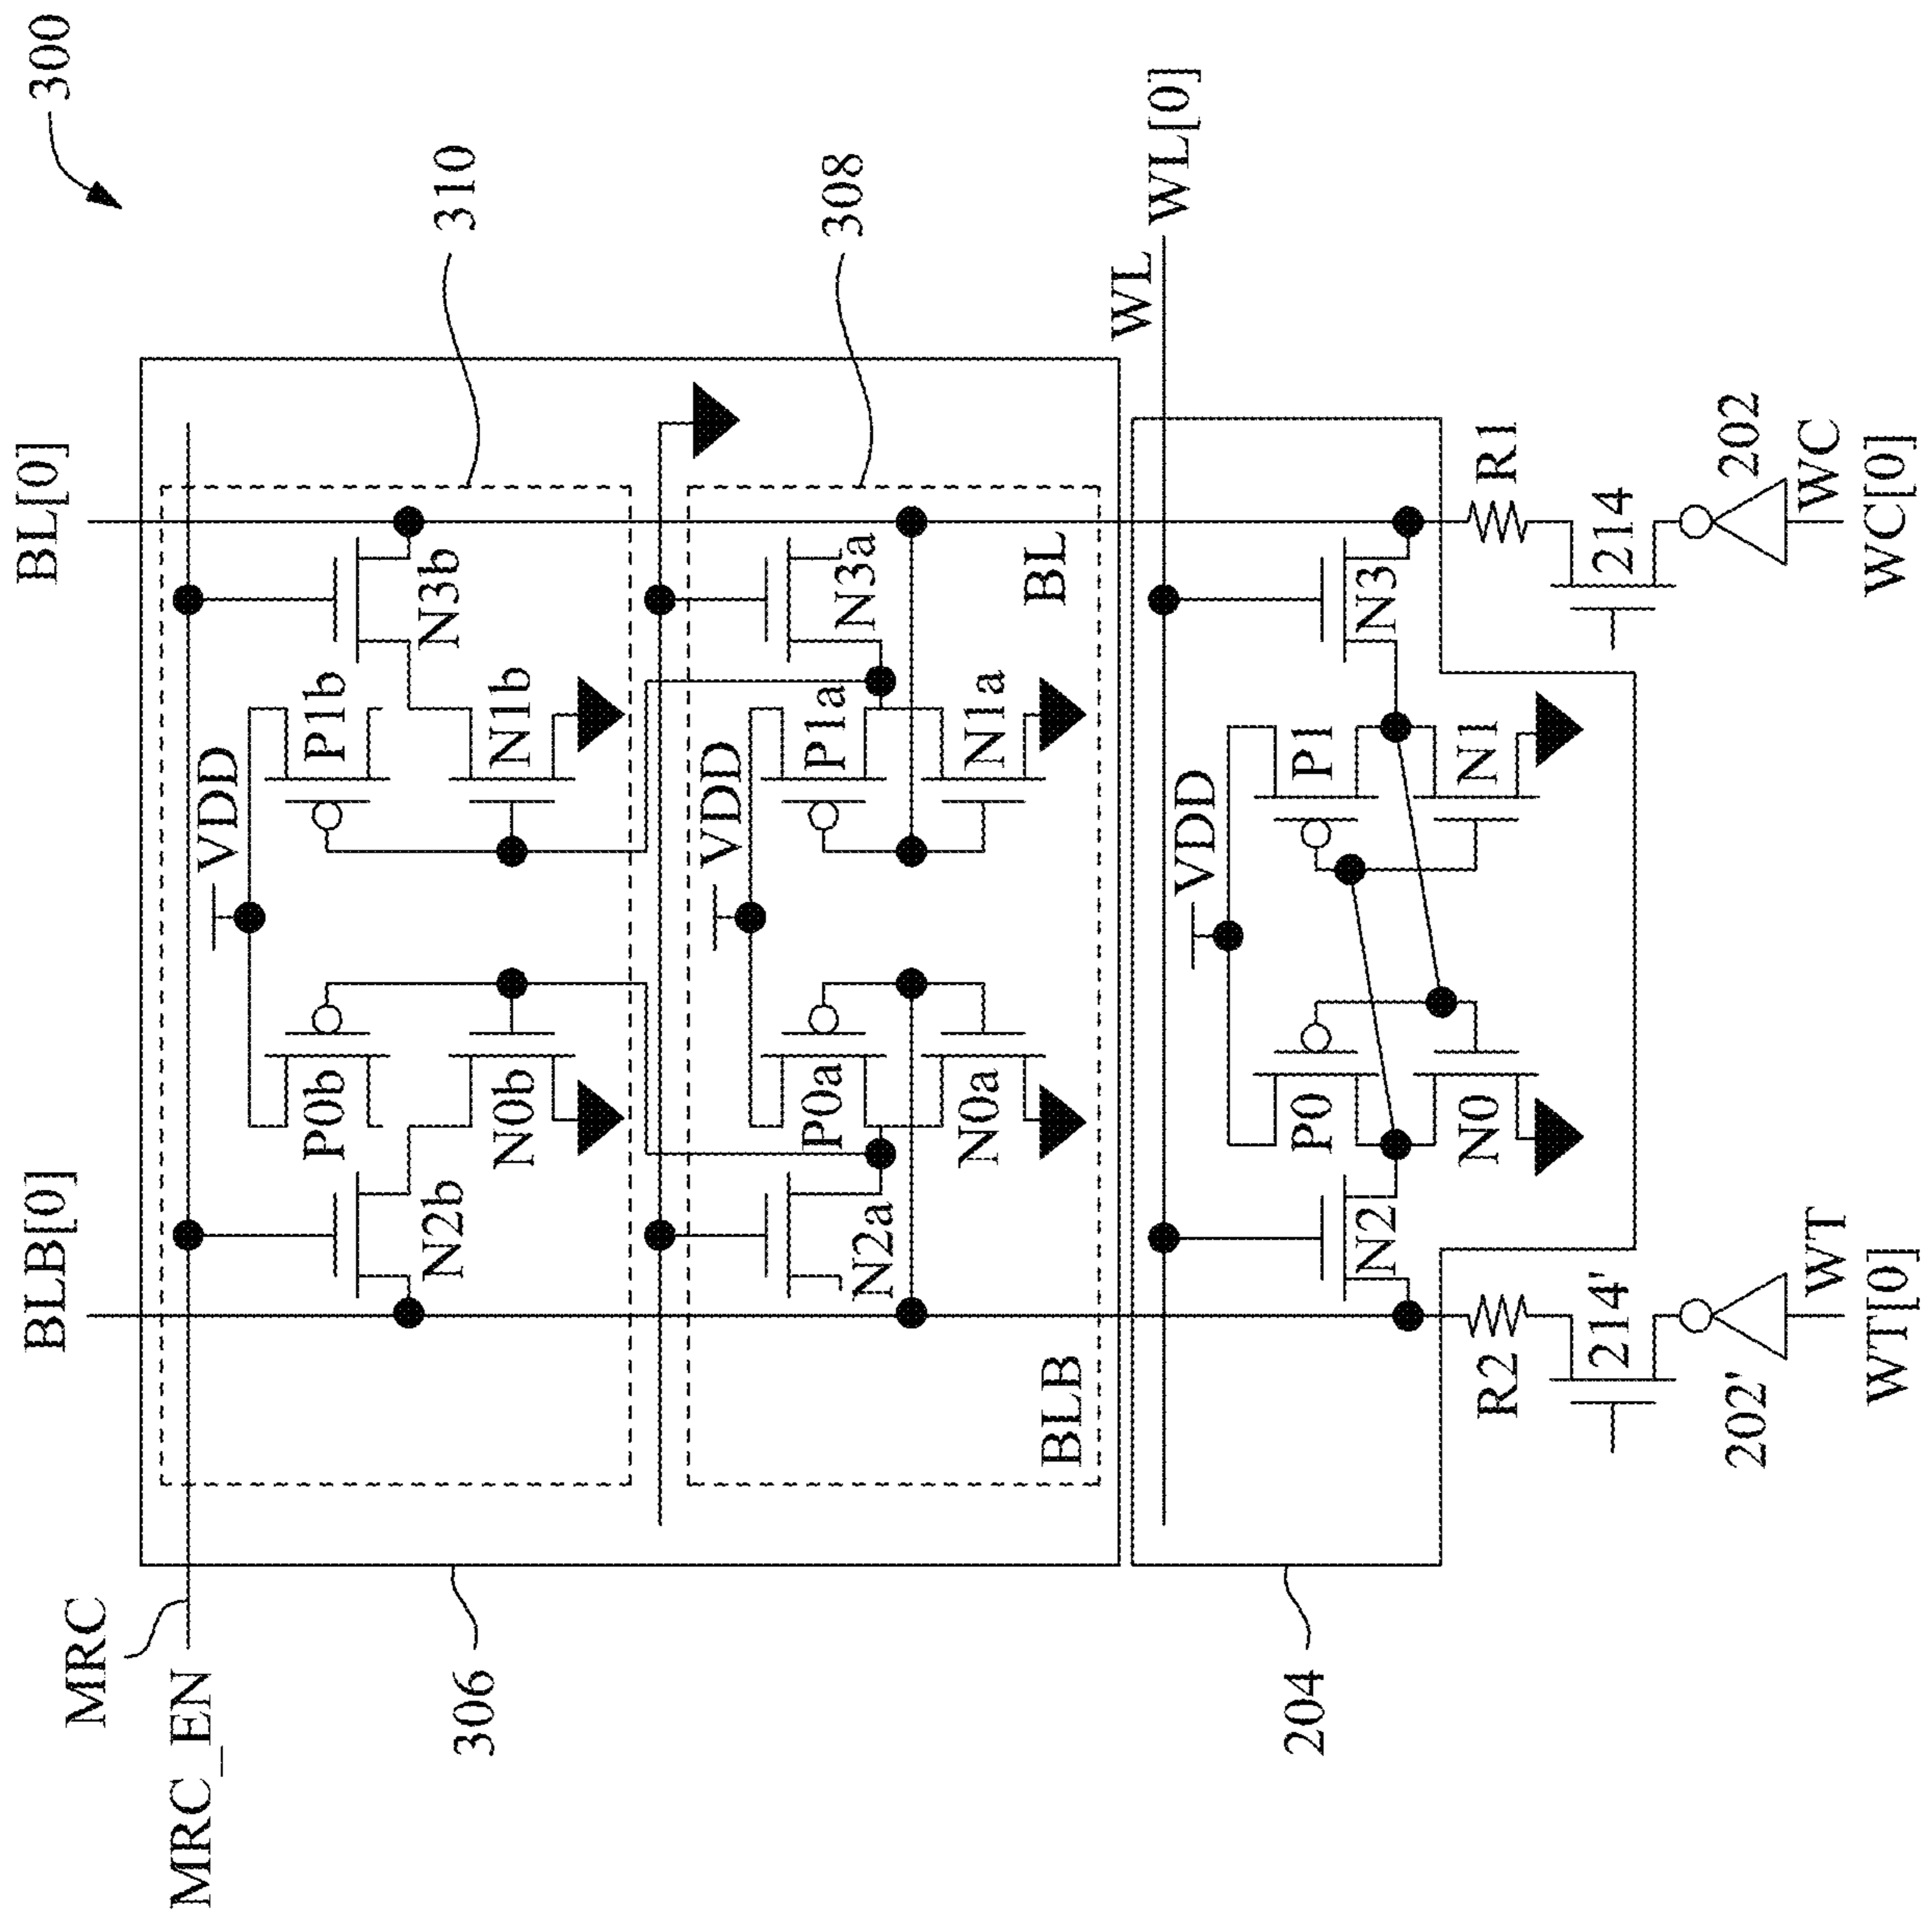 300
BLB[0]
BL[0]
MRC
MRC_EN
310
VDD
P0b
P1b
N2b
N3b
N0b
N1b
308
306
VDD
P0a
P1a
N2a
N3a
N0a
N1a
BLB
BL
WL
WL[0]
204
VDD
P0
P1
N2
N3
N0
N1
R2
R1
214'
214
202'
202
WT
WC
WT[0]
WC[0]